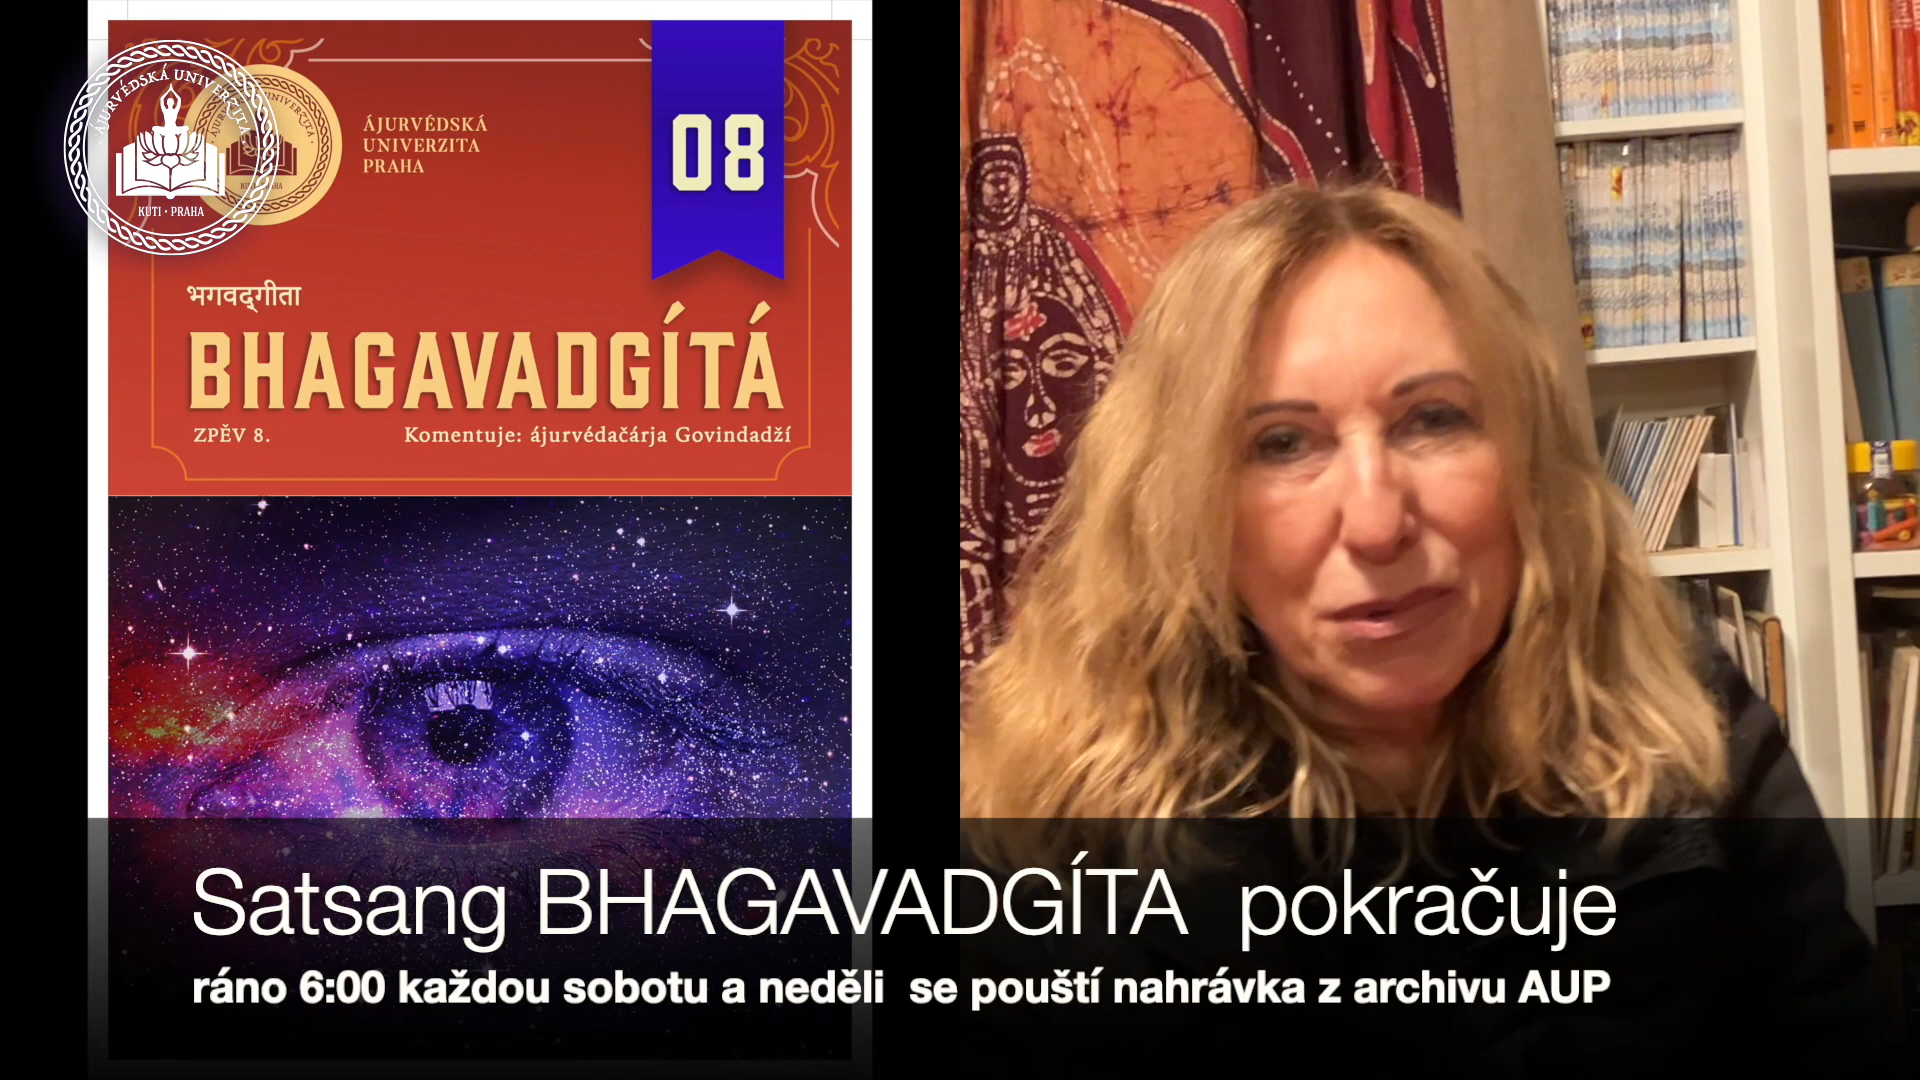 ÁJURVÉDSKÁ UNIVERZITA
KUTI • PRAHA
ÁJURVÉDSKÁ
UNIVERZITA
PRAHA
08
भगवद्गीता
BHAGAVADGÍTÁ
ZPĚV 8.
Komentuje: ájurvédačárja Govindadží
Satsang BHAGAVADGÍTA pokračuje
ráno 6:00 každou sobotu a neděli se pouští nahrávka z archivu AUP